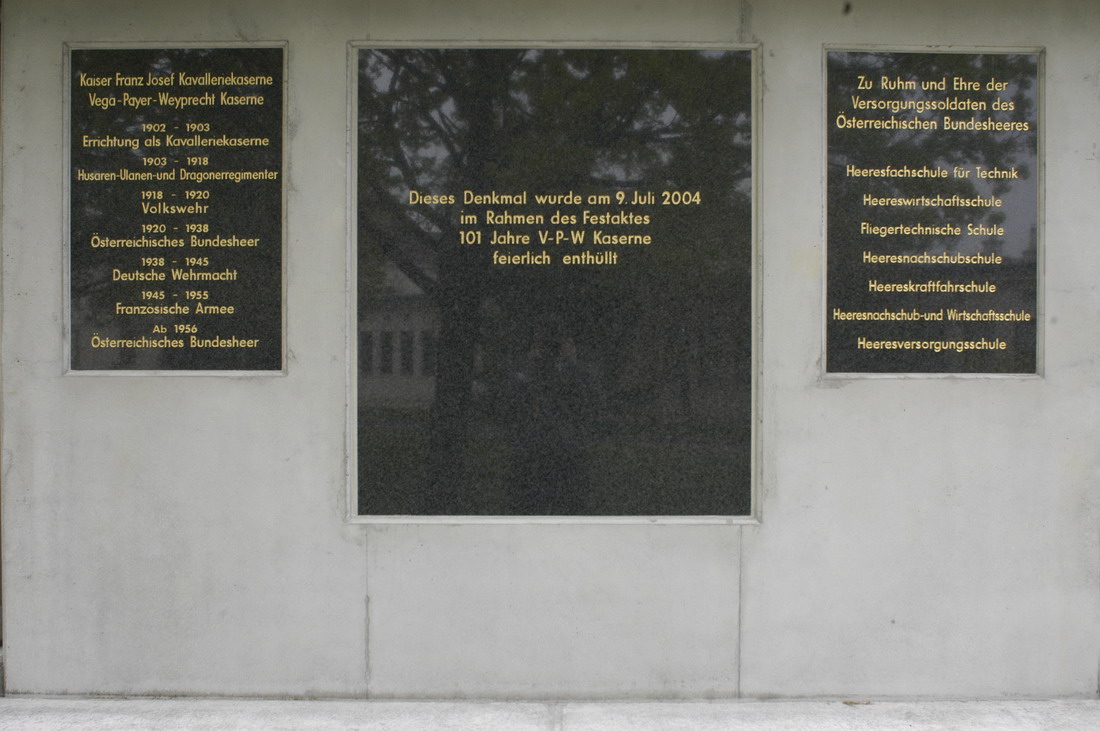 Kaiser Franz Josef Kavalleriekaserne
Vega-Payer-Weyprecht Kaserne
1902 - 1903
Errichtung als Kavalleriekaserne
1903 - 1918
Husaren-Ulanen-und Dragonerregimenter
1918 - 1920
Volkswehr
1920 - 1938
Österreichisches Bundesheer
1938 - 1945
Deutsche Wehrmacht
1945 - 1955
Französische Armee
Ab 1956
Österreichisches Bundesheer
Dieses Denkmal wurde am 9. Juli 2004
im Rahmen des Festaktes
101 Jahre V-P-W Kaserne
feierlich enthüllt
Zu Ruhm und Ehre der
Versorgungssoldaten des
Österreichischen Bundesheeres
Heeresfachschule für Technik
Heereswirtschaftsschule
Fliegertechnische Schule
Heeresnachschubschule
Heereskraftfahrschule
Heeresnachschub-und Wirtschaftsschule
Heeresversorgungsschule